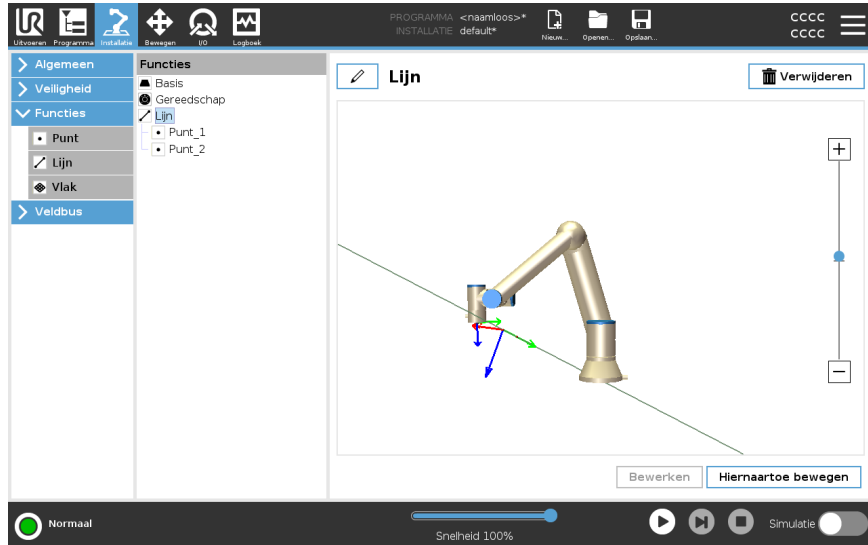 UR
Uitvoeren
Programma
Installatie
Bewegen
I/O
Logboek
PROGRAMMA <naamloos>*
INSTALLATIE default*
Nieuw...
Openen...
Opslaan...
cccc
cccc
Algemeen
Veiligheid
Functies
Punt
Lijn
Vlak
Veldbus
Functies
Basis
Gereedschap
Lijn
Punt_1
Punt_2
Lijn
Verwijderen
Bewerken
Hiernaartoe bewegen
Normaal
Snelheid 100%
Simulatie